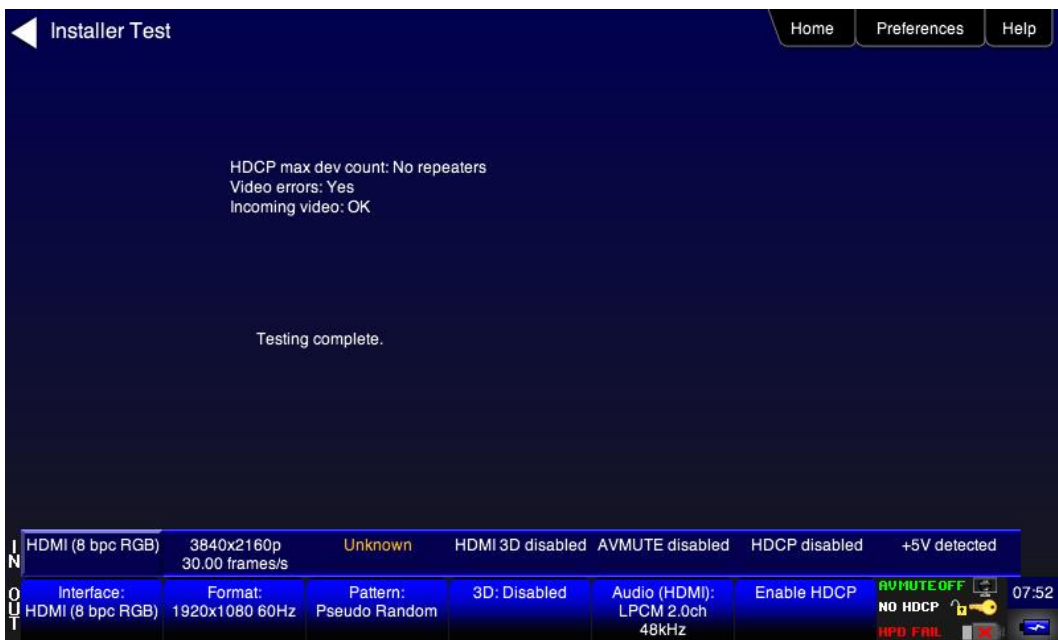 Installer Test
Home
Preferences
Help
HDCP max dev count: No repeaters
Video errors: Yes
Incoming video: OK
Testing complete.
IN
HDMI (8 bpc RGB)
3840x2160p
30.00 frames/s
Unknown
HDMI 3D disabled
AVMUTE disabled
HDCP disabled
+5V detected
OUT
Interface:
HDMI (8 bpc RGB)
Format:
1920x1080 60Hz
Pattern:
Pseudo Random
3D: Disabled
Audio (HDMI):
LPCM 2.0ch
48kHz
Enable HDCP
AVMUTE OFF
NO HDCP
HPD FAIL
07:52